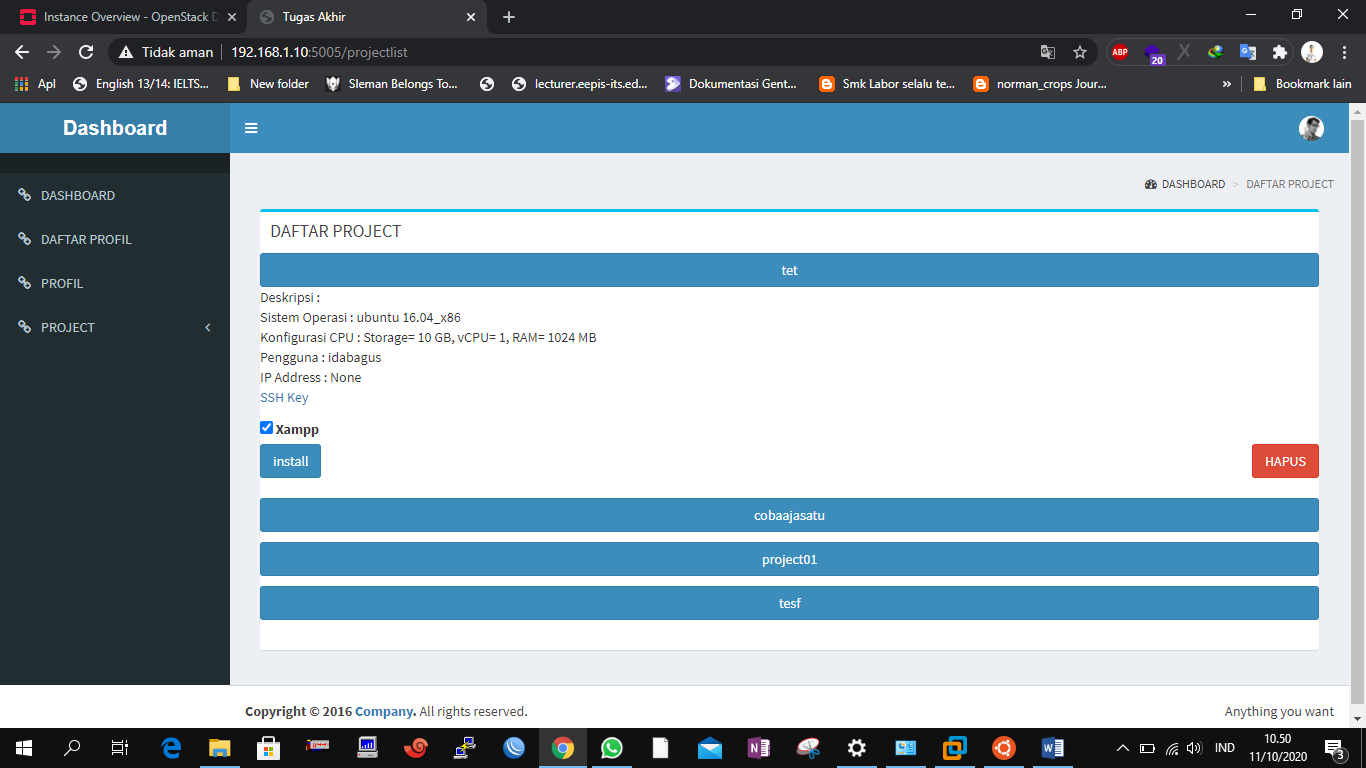 Instance Overview - OpenStack D
Tugas Akhir
Tidak aman 192.168.1.10:5005/projectlist
ABP
20
Apl English 13/14: IELTS... New folder Sleman Belongs To... lecturer.eepis-its.ed... Dokumentasi Gent... Smk Labor selalu te... norman_crops Jour... » Bookmark lain
Dashboard
DASHBOARD > DAFTAR PROJECT
DASHBOARD
DAFTAR PROFIL
PROFIL
PROJECT
DAFTAR PROJECT
tet
Deskripsi :
Sistem Operasi : ubuntu 16.04_x86
Konfigurasi CPU : Storage= 10 GB, vCPU= 1, RAM= 1024 MB
Pengguna : idabagus
IP Address : None
SSH Key
Xampp
install HAPUS
cobaajasatu
project01
tesf
Copyright © 2016 Company. All rights reserved. Anything you want
IND
10.50
11/10/2020
3